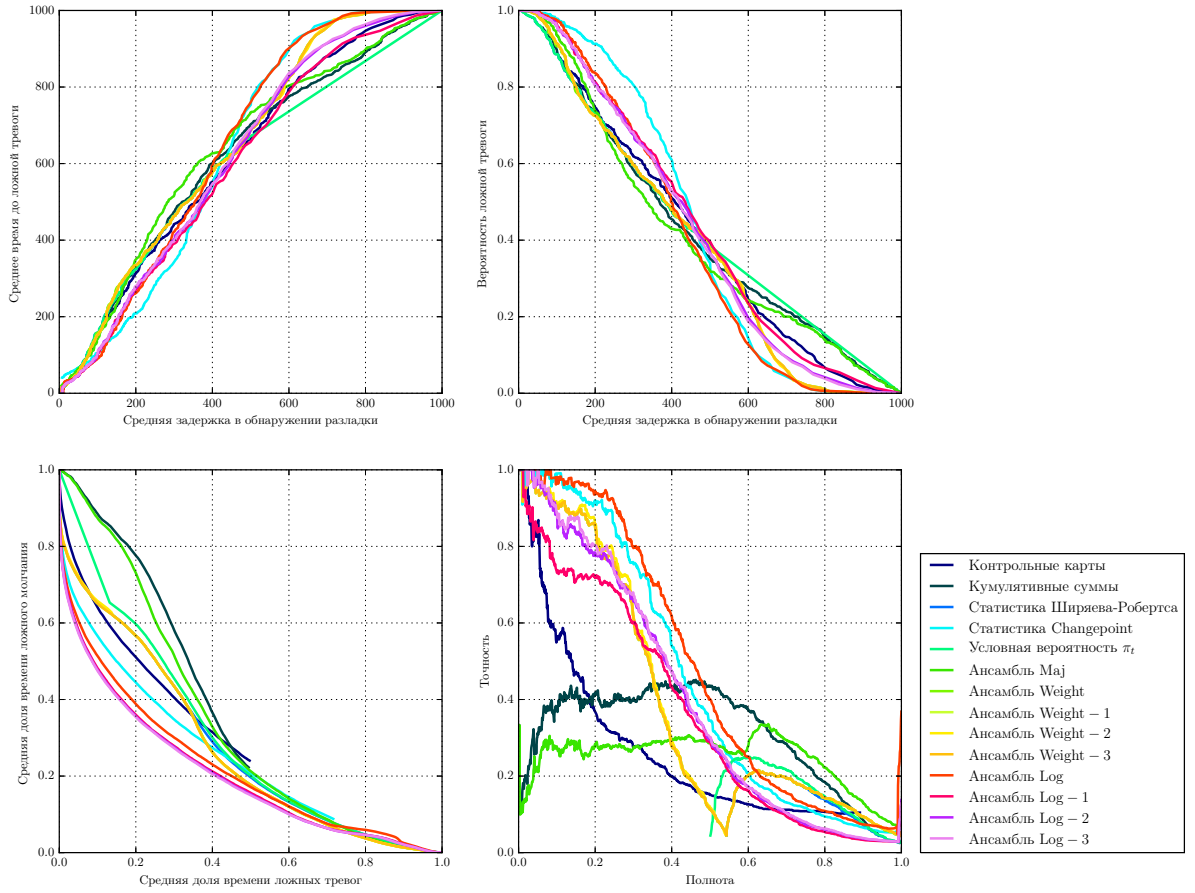 1000
800
600
400
200
0
0
200
400
600
800
1000
Среднее время до ложной тревоги
Средняя задержка в обнаружении разладки
1.0
0.8
0.6
0.4
0.2
0.0
0
200
400
600
800
1000
Вероятность ложной тревоги
Средняя задержка в обнаружении разладки
1.0
0.8
0.6
0.4
0.2
0.0
0.0
0.2
0.4
0.6
0.8
1.0
Средняя доля времени ложного молчания
Средняя доля времени ложных тревог
1.0
0.8
0.6
0.4
0.2
0.0
0.0
0.2
0.4
0.6
0.8
1.0
Точность
Полнота
Контрольные карты
Кумулятивные суммы
Статистика Ширяева-Робертса
Статистика Changepoint
Условная вероятность πt
Ансамбль Maj
Ансамбль Weight
Ансамбль Weight − 1
Ансамбль Weight − 2
Ансамбль Weight − 3
Ансамбль Log
Ансамбль Log − 1
Ансамбль Log − 2
Ансамбль Log − 3